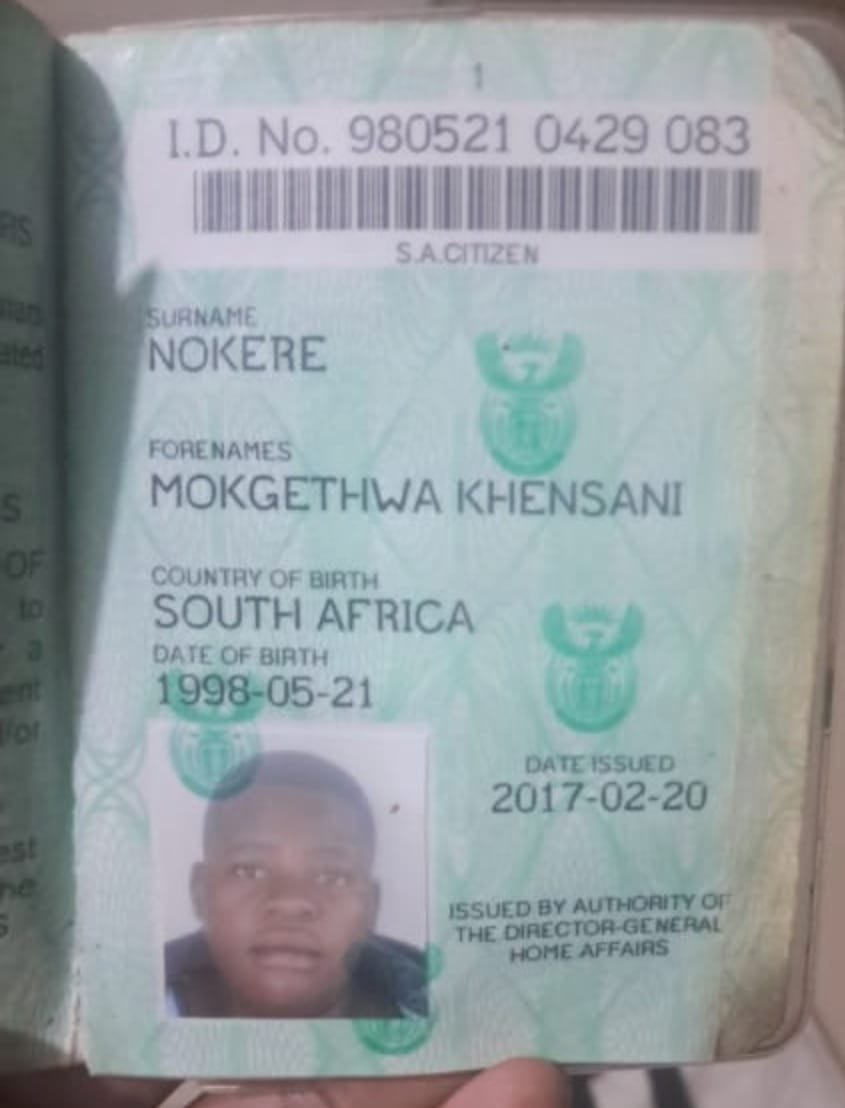 1
I.D. No. 980521 0429 083
S.A.CITIZEN
SURNAME
NOKERE
FORENAMES
MOKGETHWA KHENSANI
COUNTRY OF BIRTH
SOUTH AFRICA
DATE OF BIRTH
1998-05-21
DATE ISSUED
2017-02-20
ISSUED BY AUTHORITY OF
THE DIRECTOR-GENERAL
HOME AFFAIRS